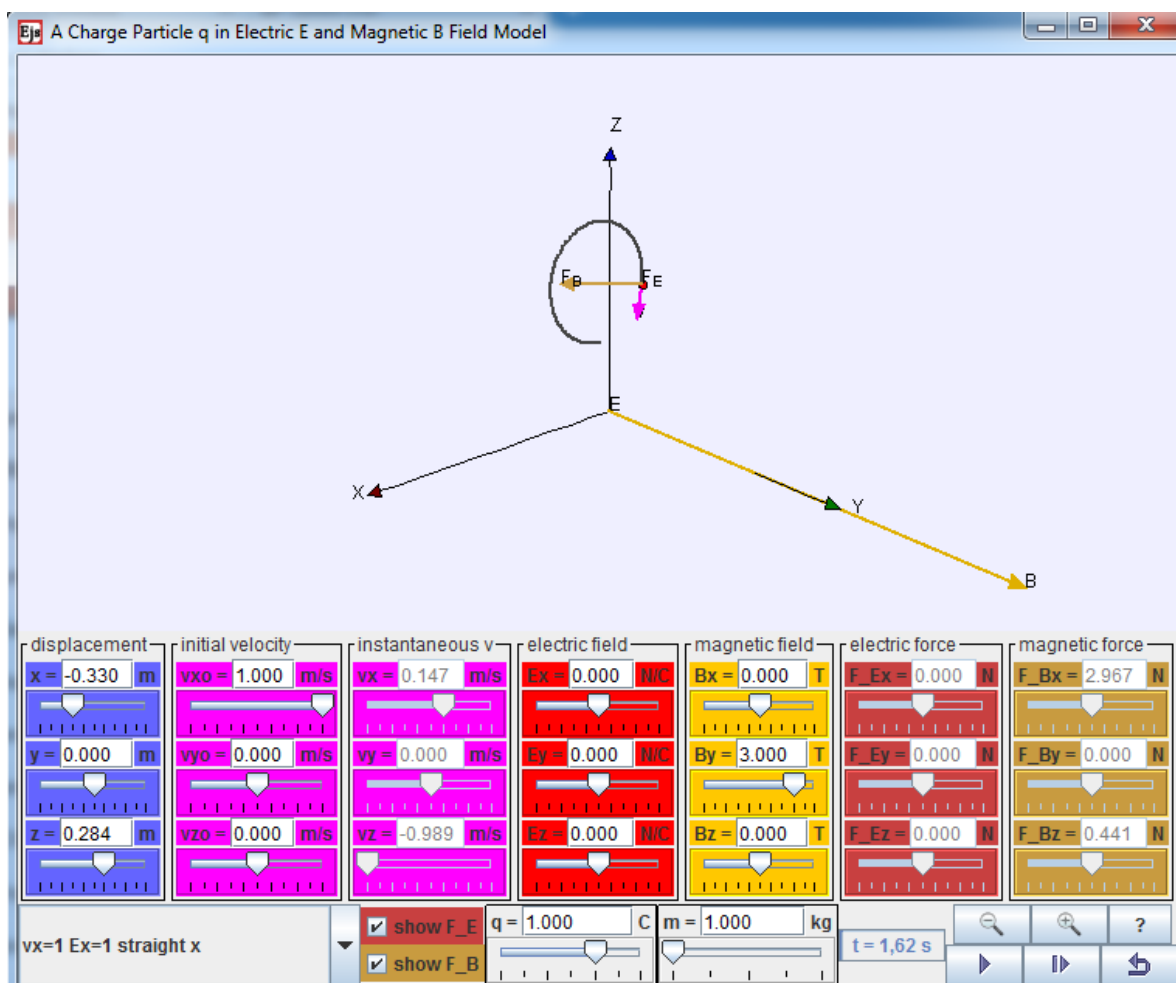 Ejs A Charge Particle q in Electric E and Magnetic B Field Model
Z
F B
F E
E
X
Y
B
displacement initial velocity instantaneous v electric field magnetic field electric force magnetic force
x = -0.330 m vxo = 1.000 m/s vx = 0.147 m/s Ex = 0.000 N/C Bx = 0.000 T F_Ex = 0.000 N F_Bx = 2.967 N
y = 0.000 m vyo = 0.000 m/s vy = 0.000 m/s Ey = 0.000 N/C By = 3.000 T F_Ey = 0.000 N F_By = 0.000 N
z = 0.284 m vzo = 0.000 m/s vz = -0.989 m/s Ez = 0.000 N/C Bz = 0.000 T F_Ez = 0.000 N F_Bz = 0.441 N
vx=1 Ex=1 straight x
show F_E
show F_B
q = 1.000 C
m = 1.000 kg
t = 1,62 s
?